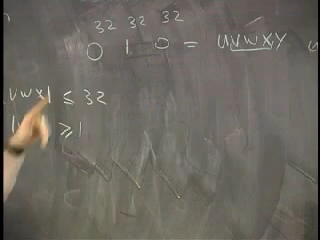 32 32 32
0 1 0 = uvwxy u
vwx| ≤ 32
| ≥ 1